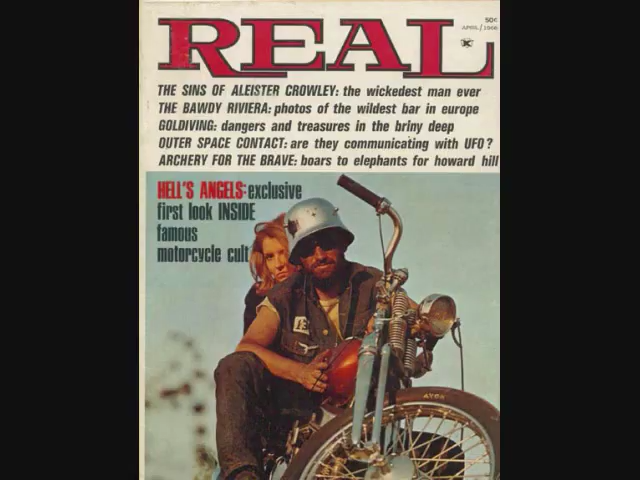 REAL
50¢
APRIL/1966
THE SINS OF ALEISTER CROWLEY: the wickedest man ever
THE BAWDY RIVIERA: photos of the wildest bar in europe
GOLDIVING: dangers and treasures in the briny deep
OUTER SPACE CONTACT: are they communicating with UFO?
ARCHERY FOR THE BRAVE: boars to elephants for howard hill
HELL'S ANGELS: exclusive
first look INSIDE
famous
motorcycle cult
13
AVON